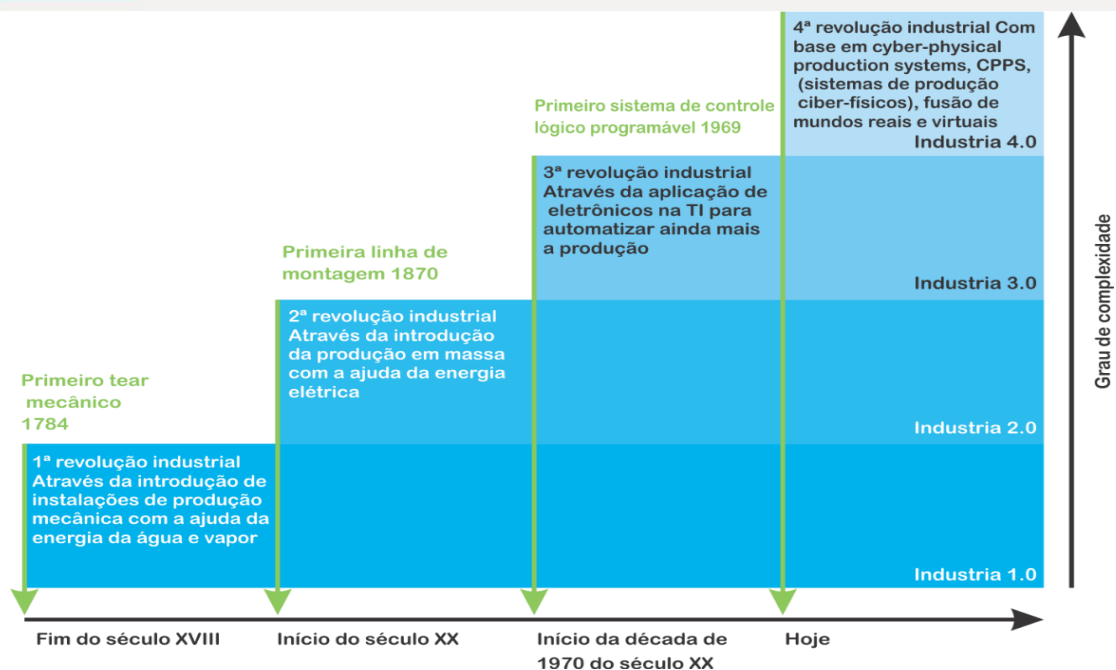 4ª revolução industrial Com
base em cyber-physical
production systems, CPPS,
(sistemas de produção
ciber-físicos), fusão de
mundos reais e virtuais
Industria 4.0
Primeiro sistema de controle
lógico programável 1969
3ª revolução industrial
Através da aplicação de
eletrônicos na TI para
automatizar ainda mais
a produção
Industria 3.0
Primeira linha de
montagem 1870
2ª revolução industrial
Através da introdução
da produção em massa
com a ajuda da energia
elétrica
Industria 2.0
Primeiro tear
mecânico
1784
1ª revolução industrial
Através da introdução de
instalações de produção
mecânica com a ajuda da
energia da água e vapor
Industria 1.0
Grau de complexidade
Fim do século XVIII
Início do século XX
Início da década de
1970 do século XX
Hoje